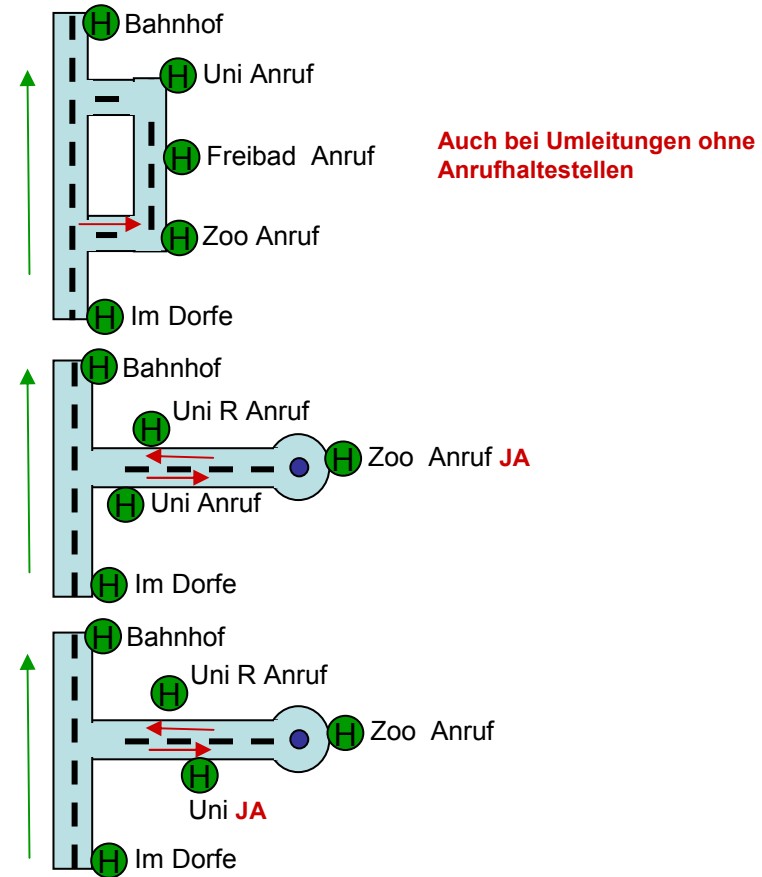 H Bahnhof
H Uni Anruf
H Freibad Anruf
Auch bei Umleitungen ohne
Anrufhaltestellen
H Zoo Anruf
H Im Dorfe
H Bahnhof
Uni R Anruf
H
H Zoo Anruf JA
H Uni Anruf
H Im Dorfe
H Bahnhof
Uni R Anruf
H
H Zoo Anruf
H
Uni JA
H Im Dorfe